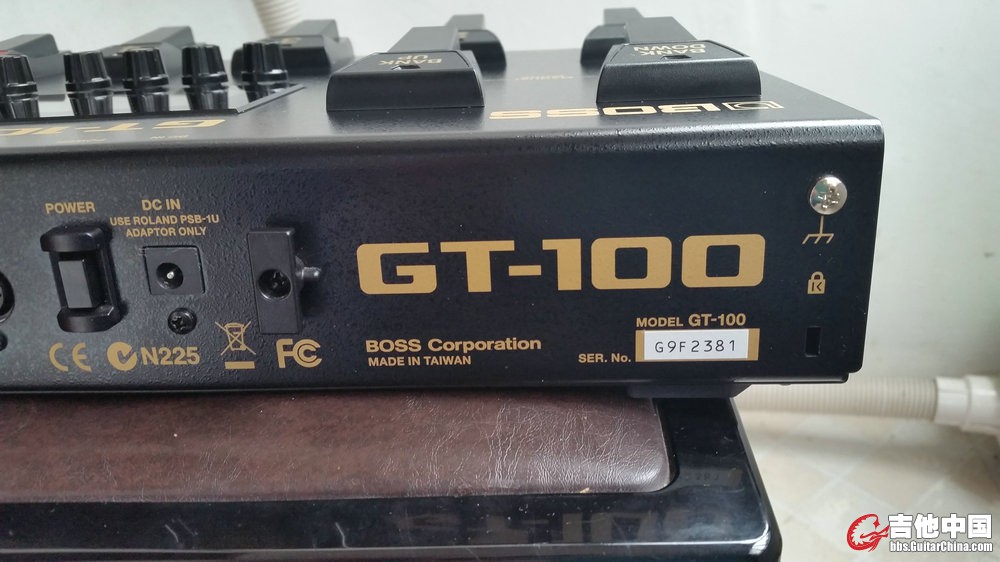 BANK
DOWN
BANK
BOSS
POWER
DC IN
USE ROLAND PSB-1U
ADAPTOR ONLY
GT-100
MODEL GT-100
SER. No. G9F2381
BOSS Corporation
MADE IN TAIWAN
CE
N225
FC
K
吉他中国
bbs.GuitarChina.com